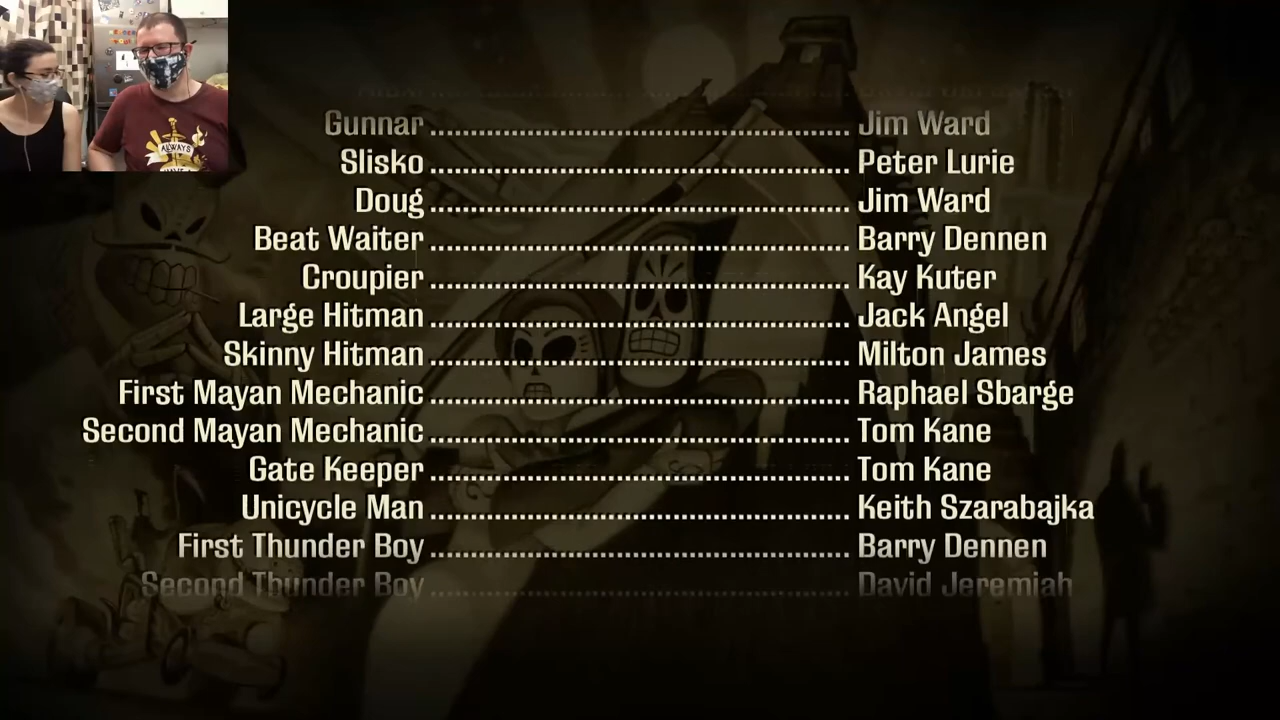 ALWAYS
Gunnar Jim Ward
Slisko Peter Lurie
Doug Jim Ward
Beat Waiter Barry Dennen
Croupier Kay Kuter
Large Hitman Jack Angel
Skinny Hitman Milton James
First Mayan Mechanic Raphael Sbarge
Second Mayan Mechanic Tom Kane
Gate Keeper Tom Kane
Unicycle Man Keith Szarabajka
First Thunder Boy Barry Dennen
Second Thunder Boy David Jeremiah